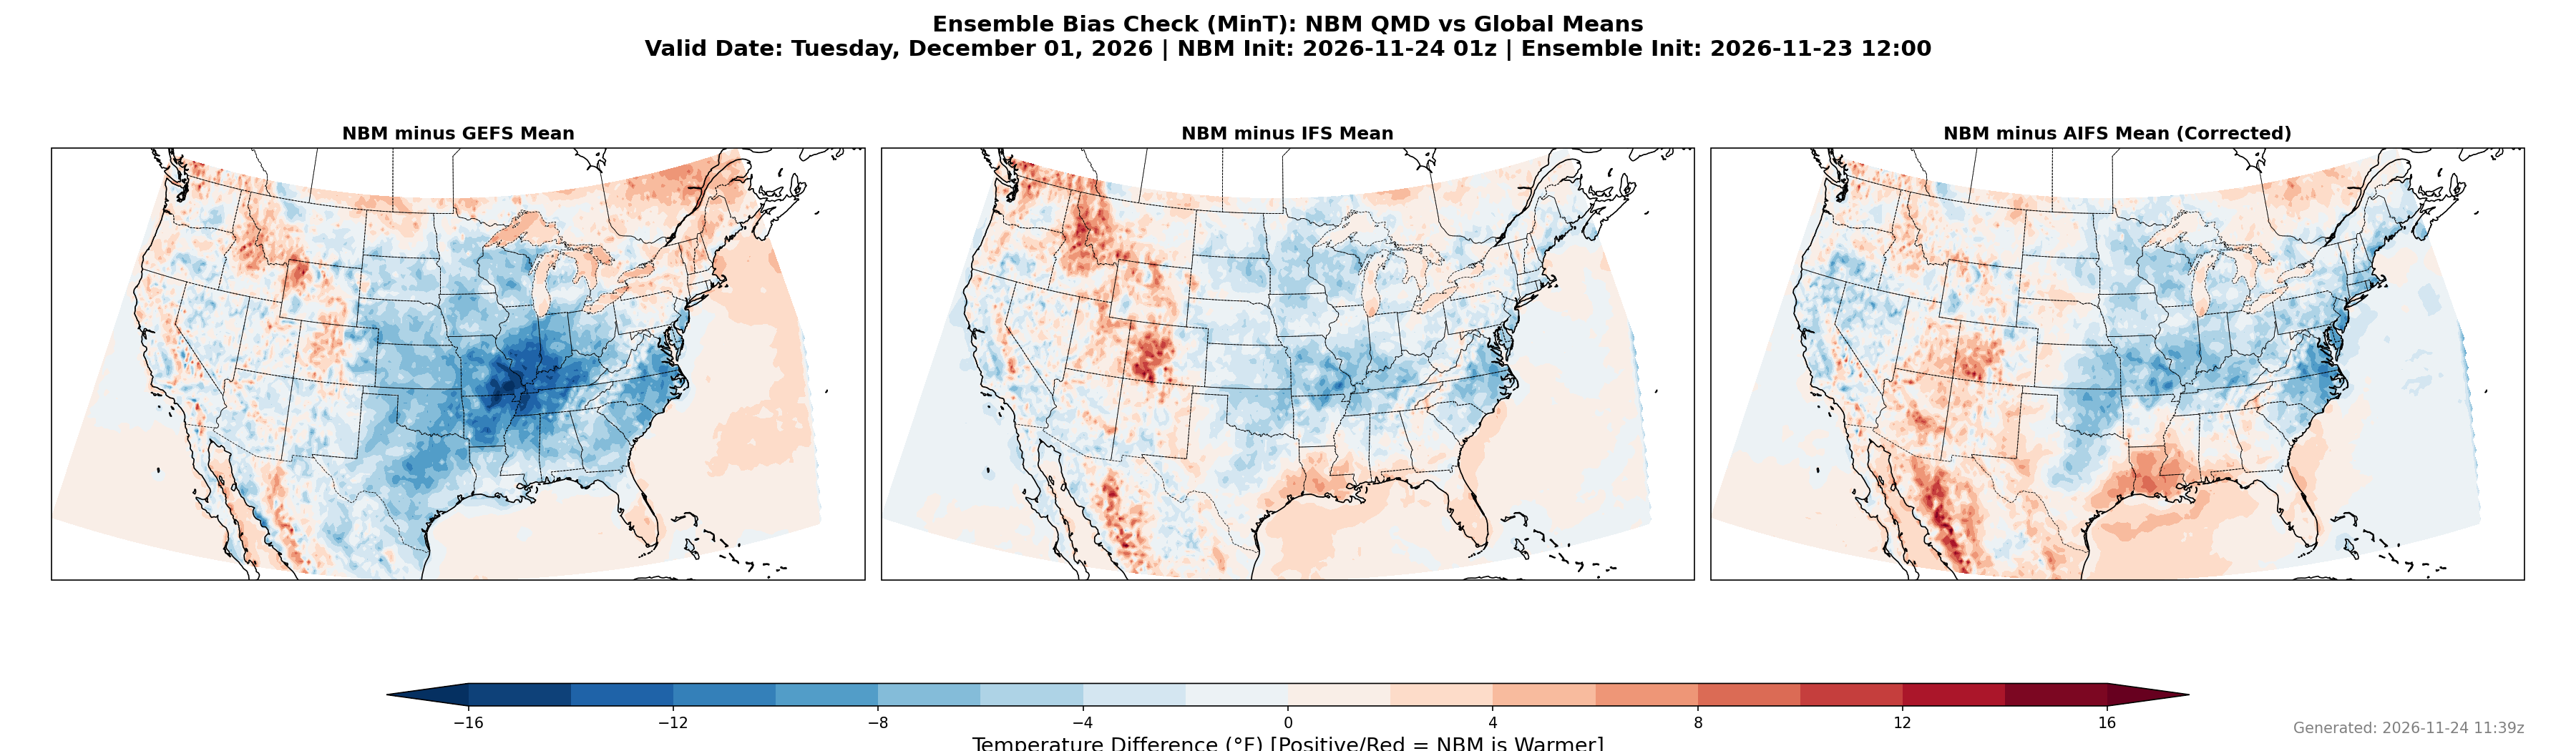 Ensemble Bias Check (MinT): NBM QMD vs Global Means
Valid Date: Tuesday, December 01, 2026 | NBM Init: 2026-11-24 01z | Ensemble Init: 2026-11-23 12:00
NBM minus GEFS Mean
NBM minus IFS Mean
NBM minus AIFS Mean (Corrected)
−16 −12 −8 −4 0 4 8 12 16
Generated: 2026-11-24 11:39z
Temperature Difference (°F) [Positive/Red = NBM is Warmer]